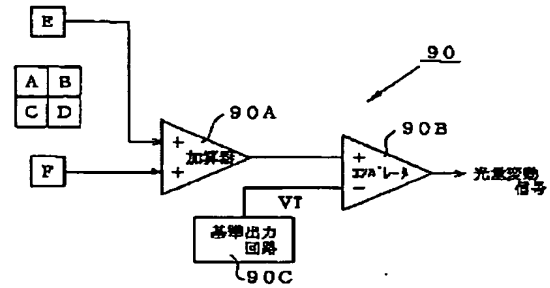 E
90
A B
C D
90A
+
加算器
+
F
90B
+
コンパレータ
−
光量変動
信号
VT
基準出力
回路
90C